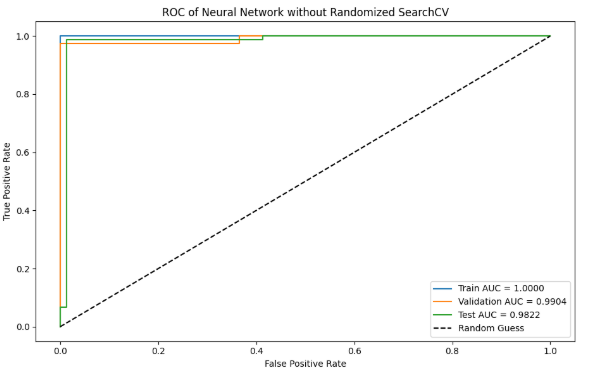 ROC of Neural Network without Randomized SearchCV
True Positive Rate
1.0
0.8
0.6
0.4
0.2
0.0
0.0 0.2 0.4 0.6 0.8 1.0
False Positive Rate
Train AUC = 1.0000
Validation AUC = 0.9904
Test AUC = 0.9822
Random Guess